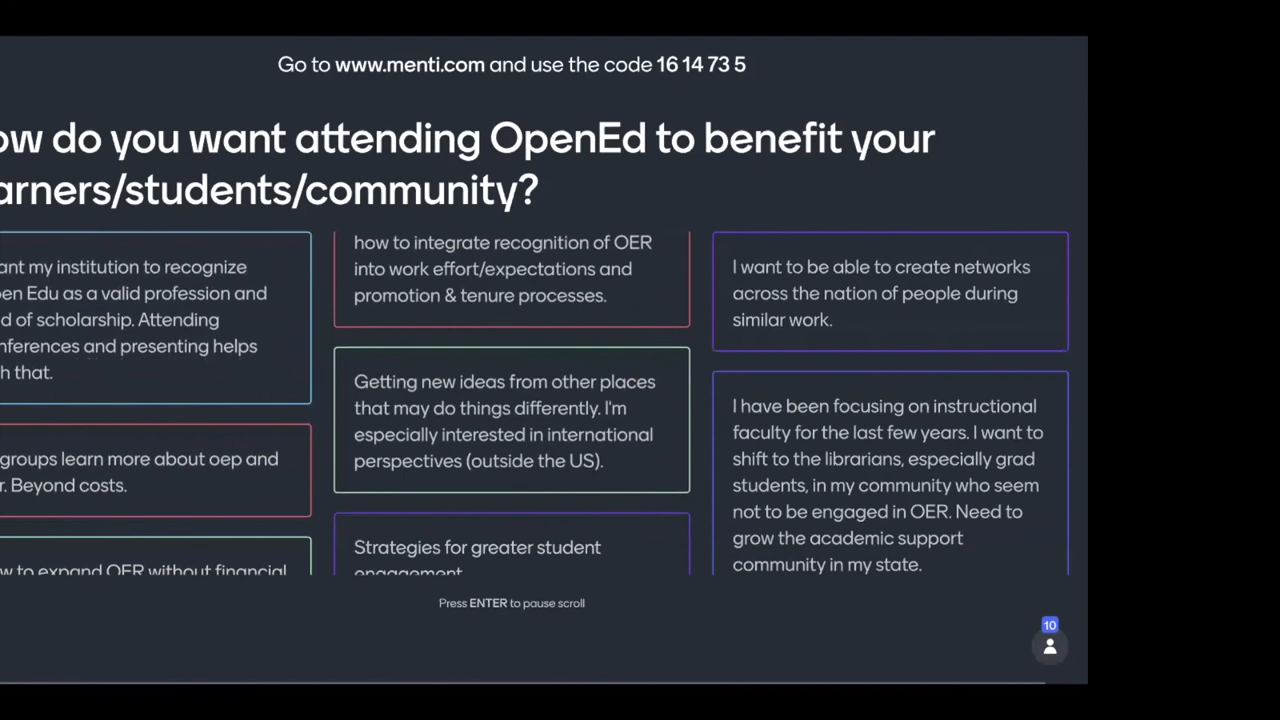 Go to www.menti.com and use the code 16 14 73 5
ow do you want attending OpenEd to benefit your
arners/students/community?
ant my institution to recognize
pen Edu as a valid profession and
d of scholarship. Attending
nferences and presenting helps
h that.
groups learn more about oep and
r. Beyond costs.
w to expand OER without financial
how to integrate recognition of OER
into work effort/expectations and
promotion & tenure processes.
Getting new ideas from other places
that may do things differently. I'm
especially interested in international
perspectives (outside the US).
Strategies for greater student
engagement
I want to be able to create networks
across the nation of people during
similar work.
I have been focusing on instructional
faculty for the last few years. I want to
shift to the librarians, especially grad
students, in my community who seem
not to be engaged in OER. Need to
grow the academic support
community in my state.
Press ENTER to pause scroll
10